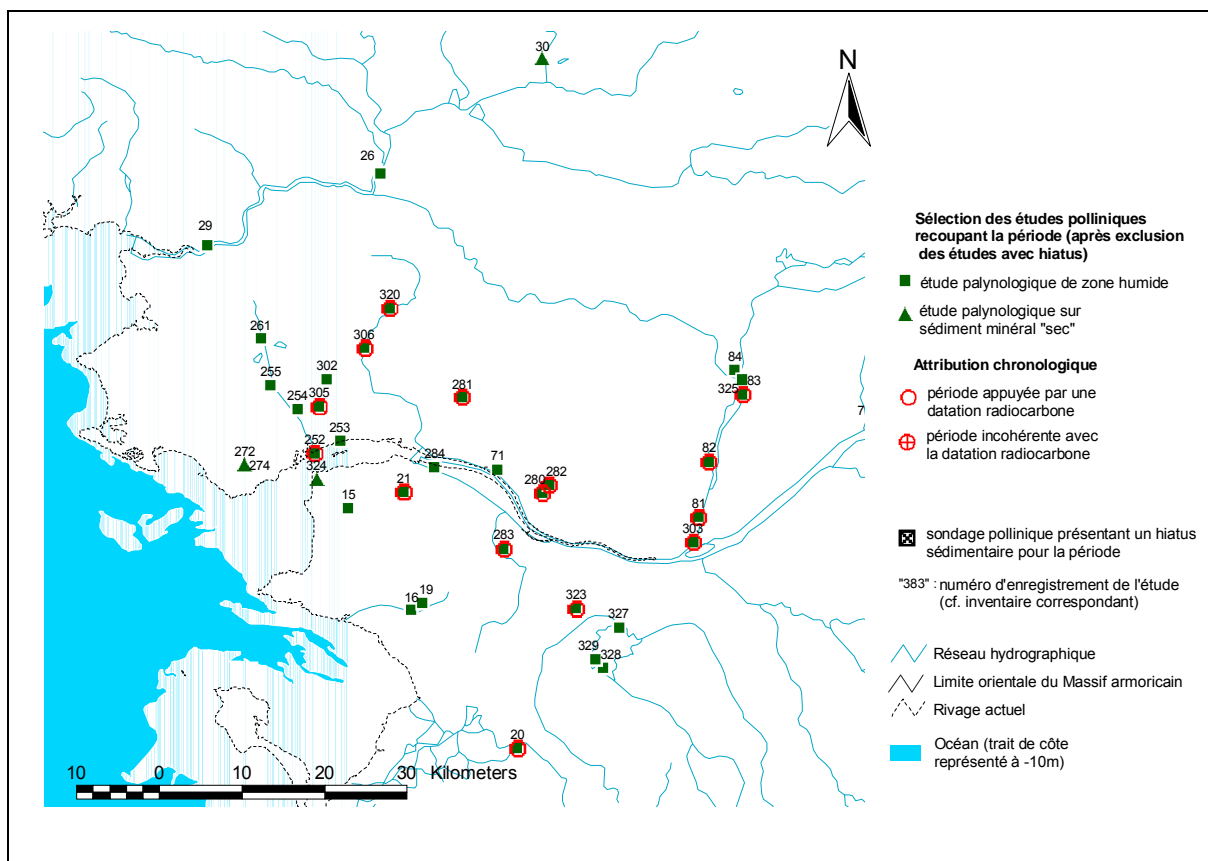 30
N
26
29
320
306
261
302
255
254
305
281
84
83
325
253
252
272
274
324
284
71
282
280
82
21
15
81
303
283
19
16
323
327
329
328
20
7
10 0 10 20 30 Kilometers
Sélection des études polliniques
recoupant la période (après exclusion
des études avec hiatus)
étude palynologique de zone humide
étude palynologique sur
sédiment minéral "sec"
Attribution chronologique
période appuyée par une
datation radiocarbone
période incohérente avec
la datation radiocarbone
sondage pollinique présentant un hiatus
sédimentaire pour la période
"383" : numéro d'enregistrement de l'étude
(cf. inventaire correspondant)
Réseau hydrographique
Limite orientale du Massif armoricain
Rivage actuel
Océan (trait de côte
représenté à -10m)